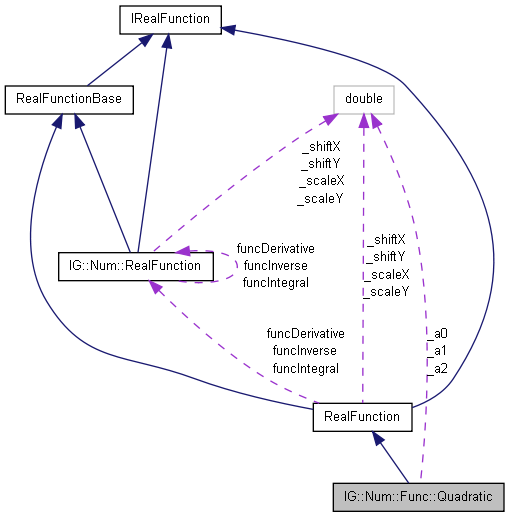 IRealFunction
RealFunctionBase
double
_shiftX
_shiftY
_scaleX
_scaleY
IG::Num::RealFunction
funcDerivative
funcInverse
funcIntegral
_shiftX
_shiftY
_scaleX
_scaleY
funcDerivative
funcInverse
funcIntegral
_a0
_a1
_a2
RealFunction
IG::Num::Func::Quadratic